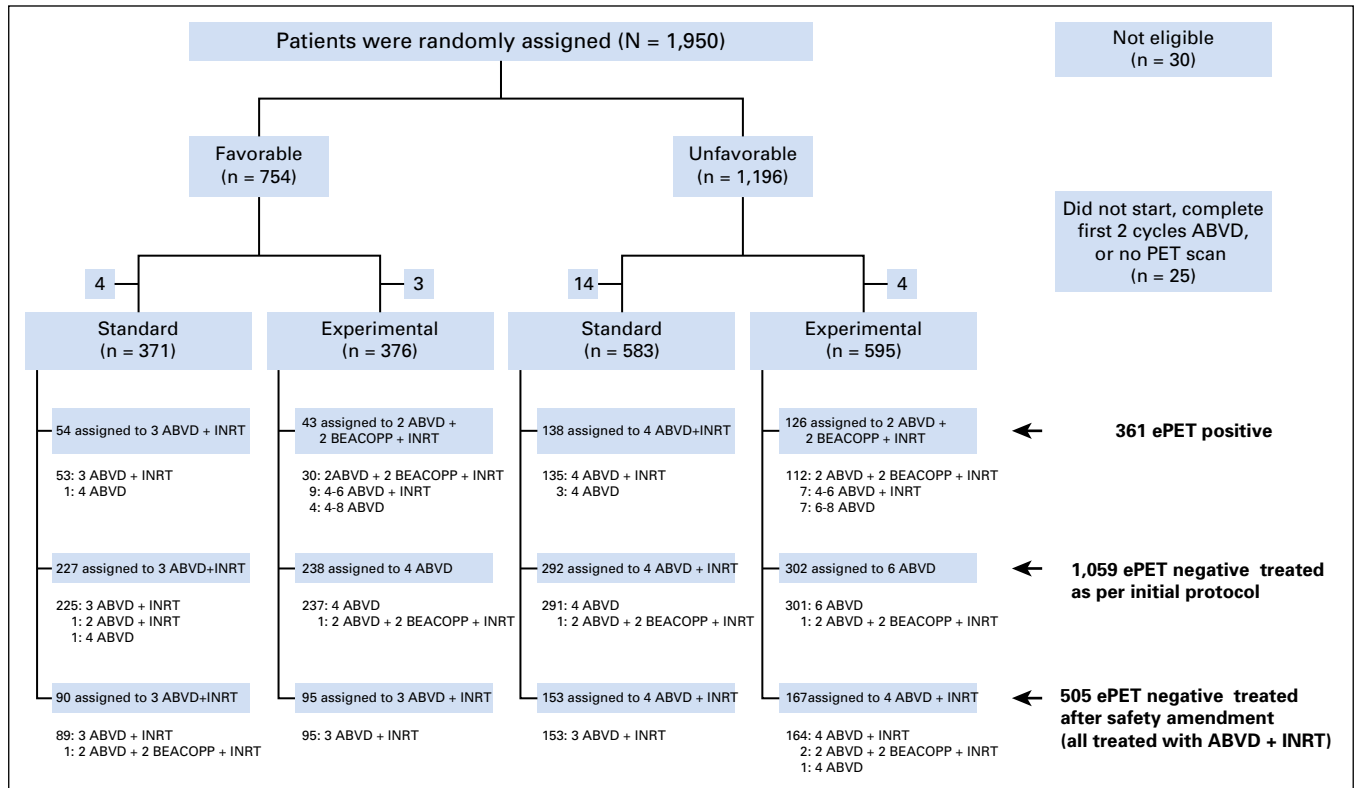 Patients were randomly assigned (N = 1,950)
Not eligible
(n = 30)
Favorable
(n = 754)
Unfavorable
(n = 1,196)
Did not start, complete
first 2 cycles ABVD,
or no PET scan
(n = 25)
4
3
14
4
Standard
(n = 371)
Experimental
(n = 376)
Standard
(n = 583)
Experimental
(n = 595)
54 assigned to 3 ABVD + INRT
53: 3 ABVD + INRT
1: 4 ABVD
43 assigned to 2 ABVD +
2 BEACOPP + INRT
30: 2ABVD + 2 BEACOPP + INRT
9: 4-6 ABVD + INRT
4: 4-8 ABVD
138 assigned to 4 ABVD+INRT
135: 4 ABVD + INRT
3: 4 ABVD
126 assigned to 2 ABVD +
2 BEACOPP + INRT
112: 2 ABVD + 2 BEACOPP + INRT
7: 4-6 ABVD + INRT
7: 6-8 ABVD
361 ePET positive
227 assigned to 3 ABVD+INRT
225: 3 ABVD + INRT
1: 2 ABVD + INRT
1: 4 ABVD
238 assigned to 4 ABVD
237: 4 ABVD
1: 2 ABVD + 2 BEACOPP + INRT
292 assigned to 4 ABVD + INRT
291: 4 ABVD
1: 2 ABVD + 2 BEACOPP + INRT
302 assigned to 6 ABVD
301: 6 ABVD
1: 2 ABVD + 2 BEACOPP + INRT
1,059 ePET negative treated
as per initial protocol
90 assigned to 3 ABVD+INRT
89: 3 ABVD + INRT
1: 2 ABVD + 2 BEACOPP + INRT
95 assigned to 3 ABVD + INRT
95: 3 ABVD + INRT
153 assigned to 4 ABVD + INRT
153: 3 ABVD + INRT
167assigned to 4 ABVD + INRT
164: 4 ABVD + INRT
2: 2 ABVD + 2 BEACOPP + INRT
1: 4 ABVD
505 ePET negative treated
after safety amendment
(all treated with ABVD + INRT)